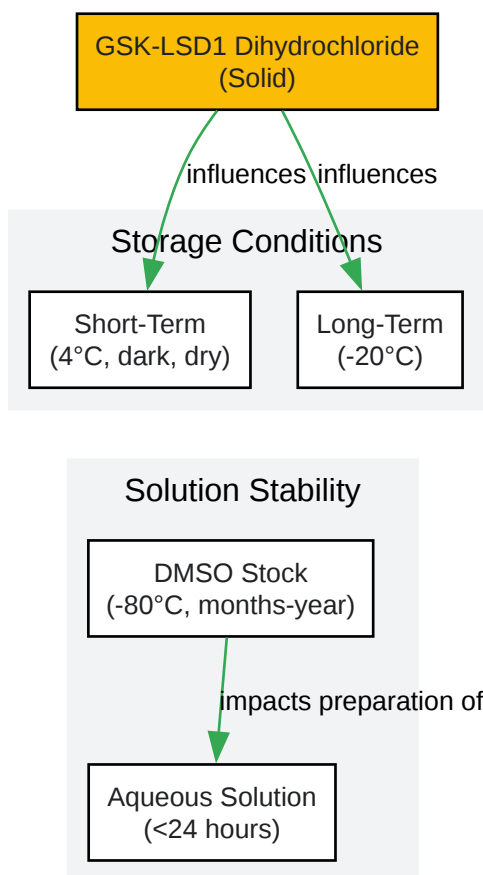 GSK-LSD1 Dihydrochloride
(Solid)
influences
influences
Storage Conditions
Short-Term
(4°C, dark, dry)
Long-Term
(-20°C)
Solution Stability
DMSO Stock
(-80°C, months-year)
impacts preparation of
Aqueous Solution
(<24 hours)